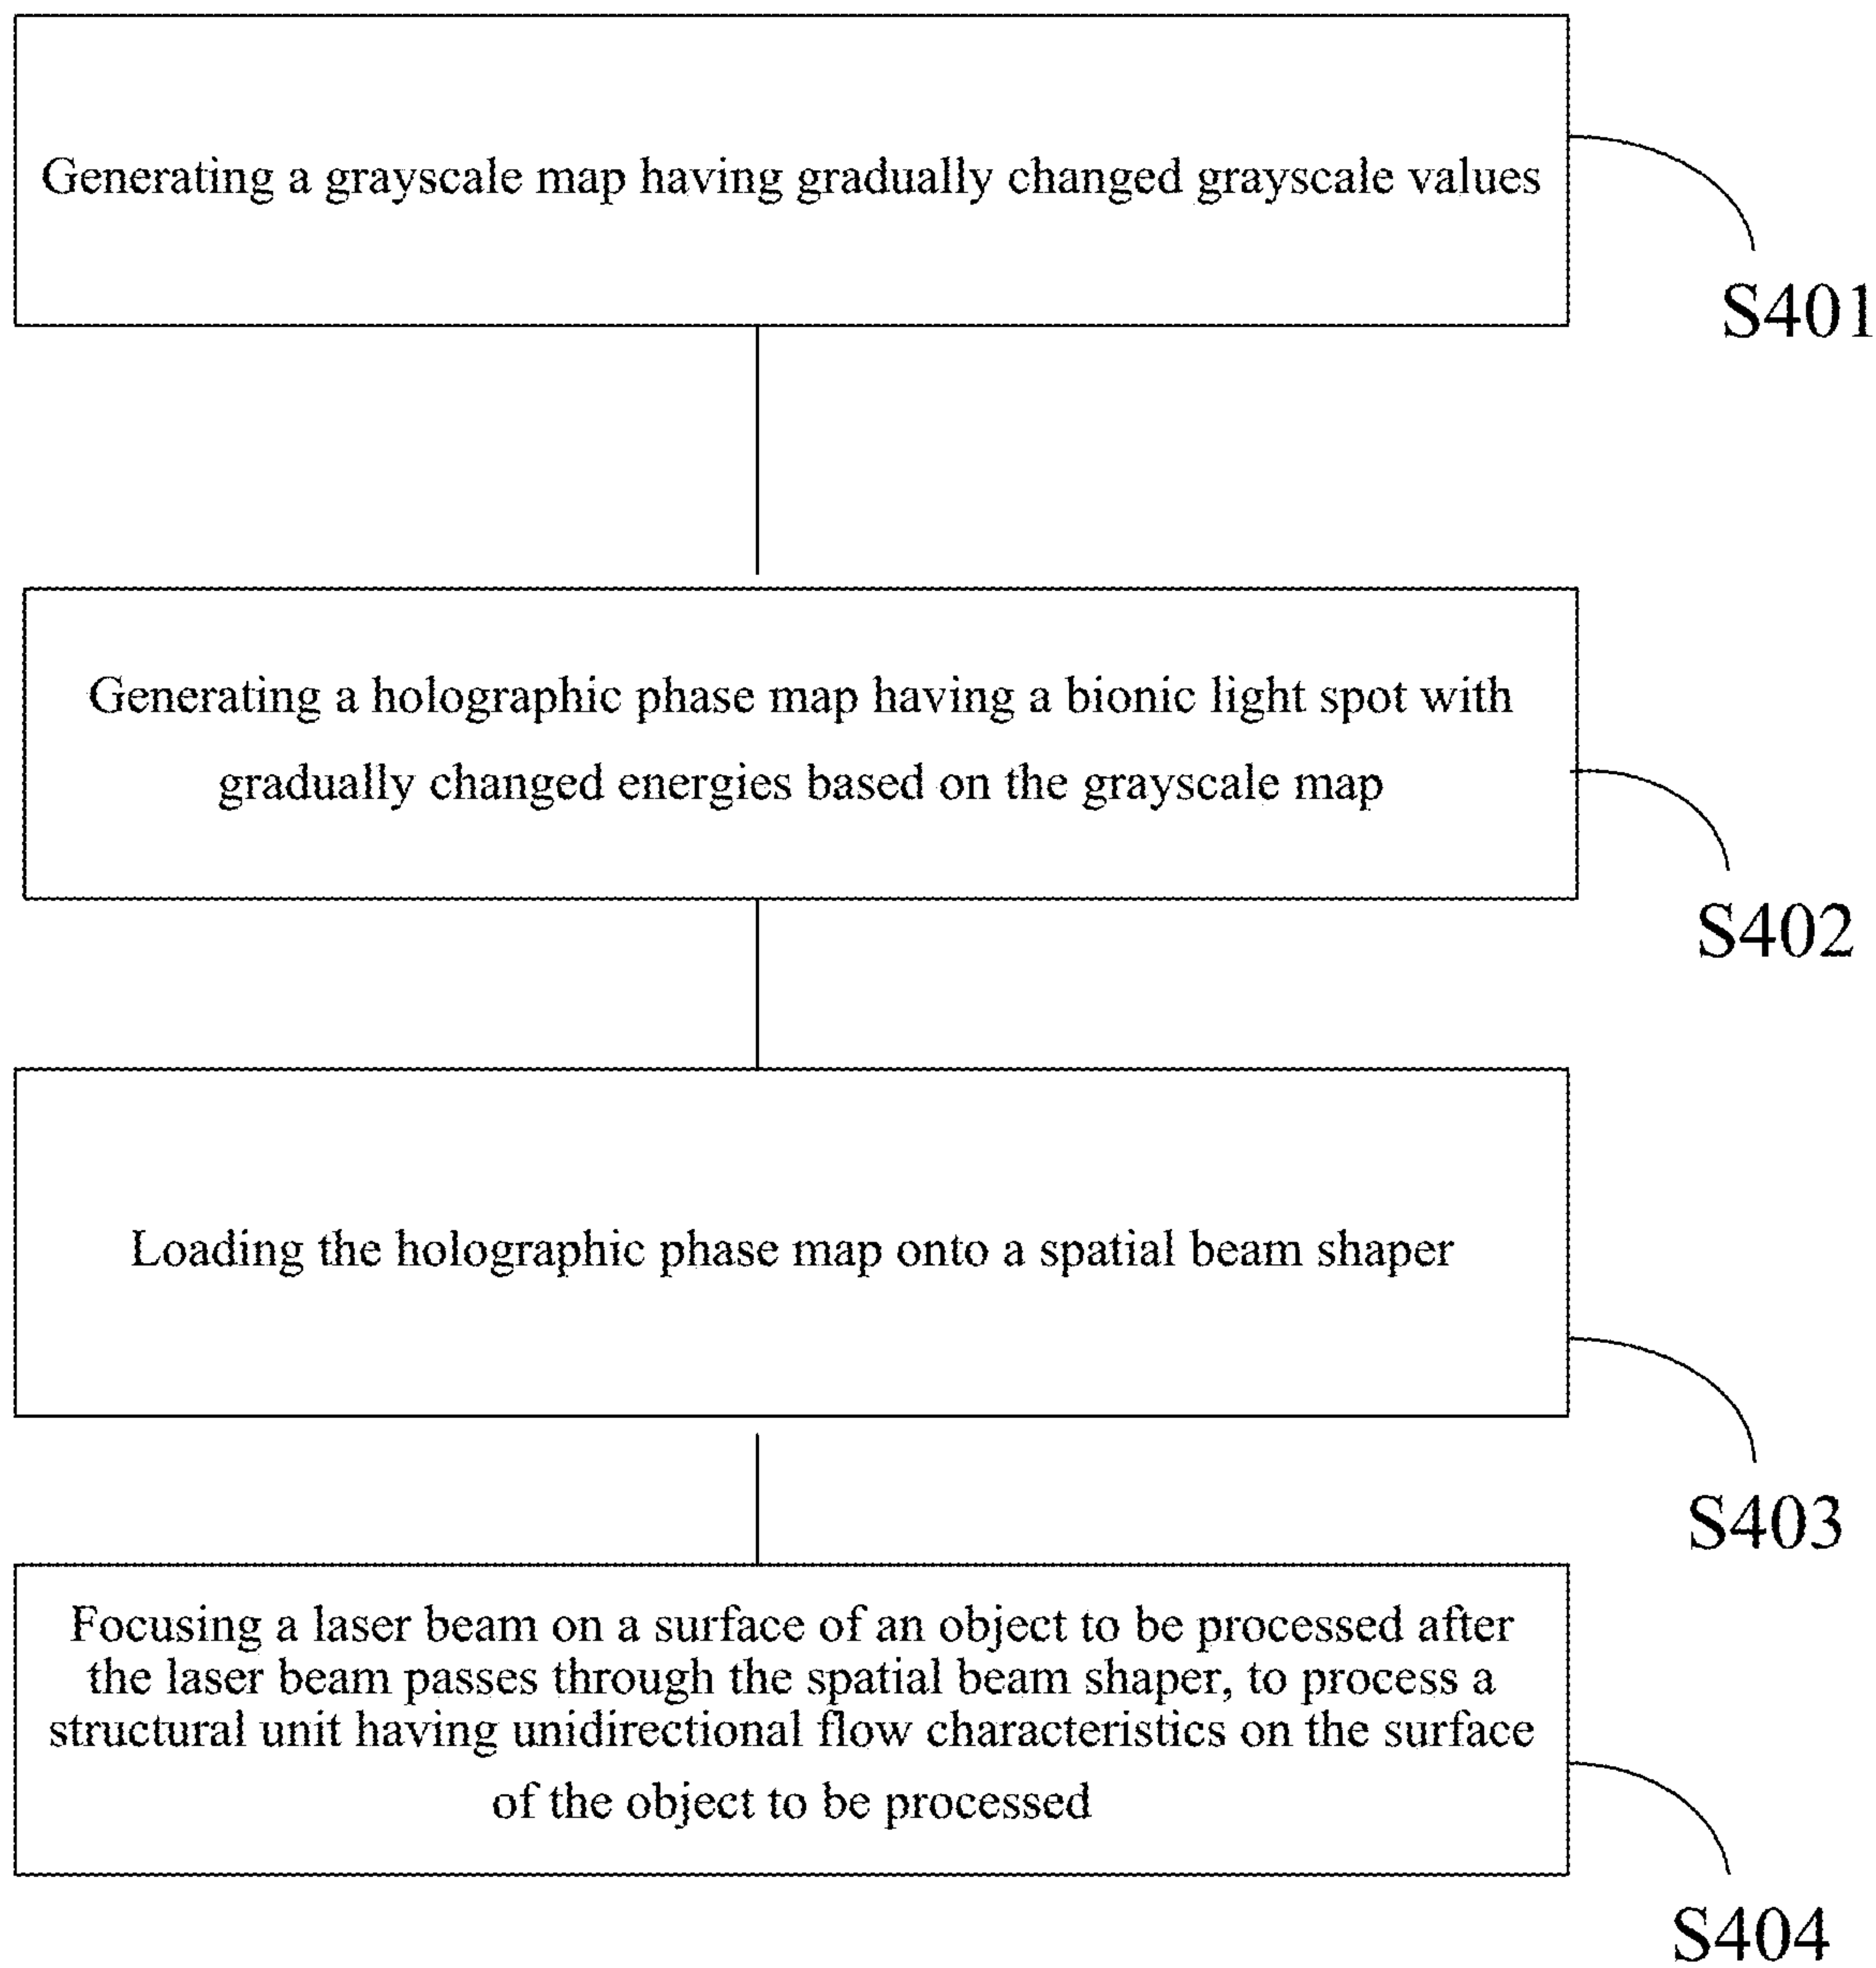 Generating a grayscale map having gradually changed grayscale values
S401
Generating a holographic phase map having a bionic light spot with
gradually changed energies based on the grayscale map
S402
Loading the holographic phase map onto a spatial beam shaper
S403
Focusing a laser beam on a surface of an object to be processed after
the laser beam passes through the spatial beam shaper, to process a
structural unit having unidirectional flow characteristics on the surface
of the object to be processed
S404